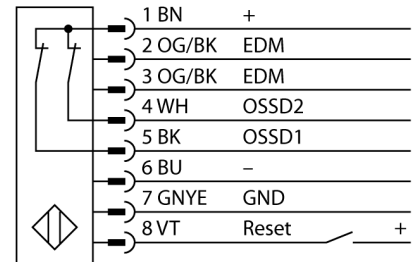 1 BN +
2 OG/BK EDM
3 OG/BK EDM
4 WH OSSD2
5 BK OSSD1
6 BU –
7 GNYE GND
8 VT Reset +